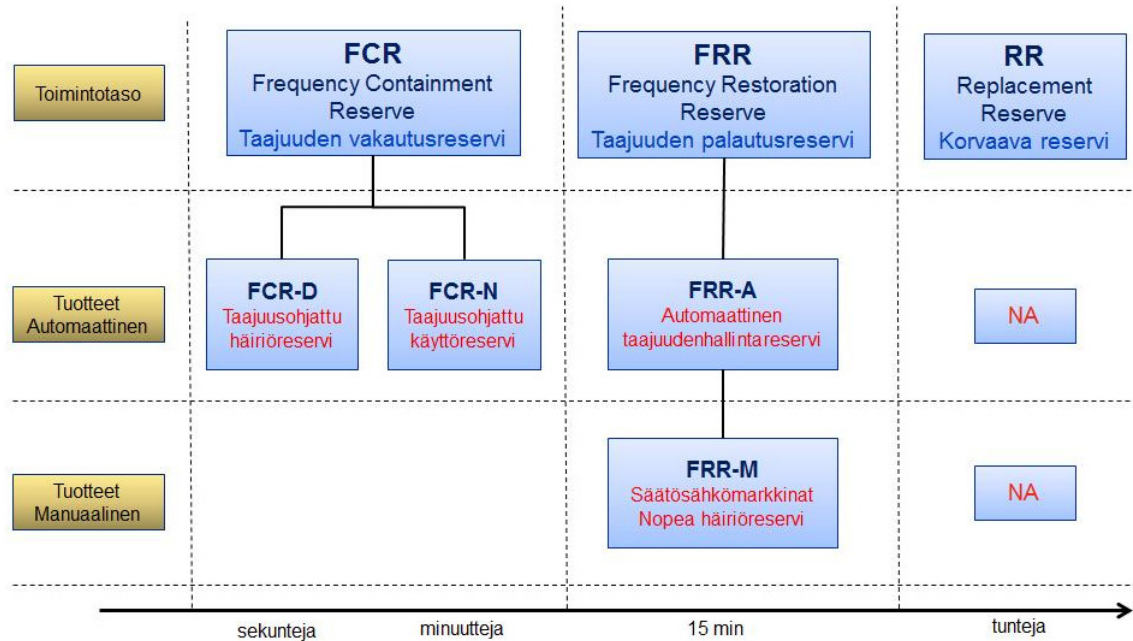 Toimintotaso
FCR
Frequency Containment
Reserve
Taajuuden vakautusreservi
FRR
Frequency Restoration
Reserve
Taajuuden palautusreservi
RR
Replacement
Reserve
Korvaava reservi
Tuotteet
Automaattinen
FCR-D
Taajuusohjattu
häiriöreservi
FCR-N
Taajuusohjattu
käyttöreservi
FRR-A
Automaattinen
taajuudenhallintareservi
NA
Tuotteet
Manuaalinen
FRR-M
Säätösähkömarkkinat
Nopea häiriöreservi
NA
sekunteja
minuutteja
15 min
tunteja